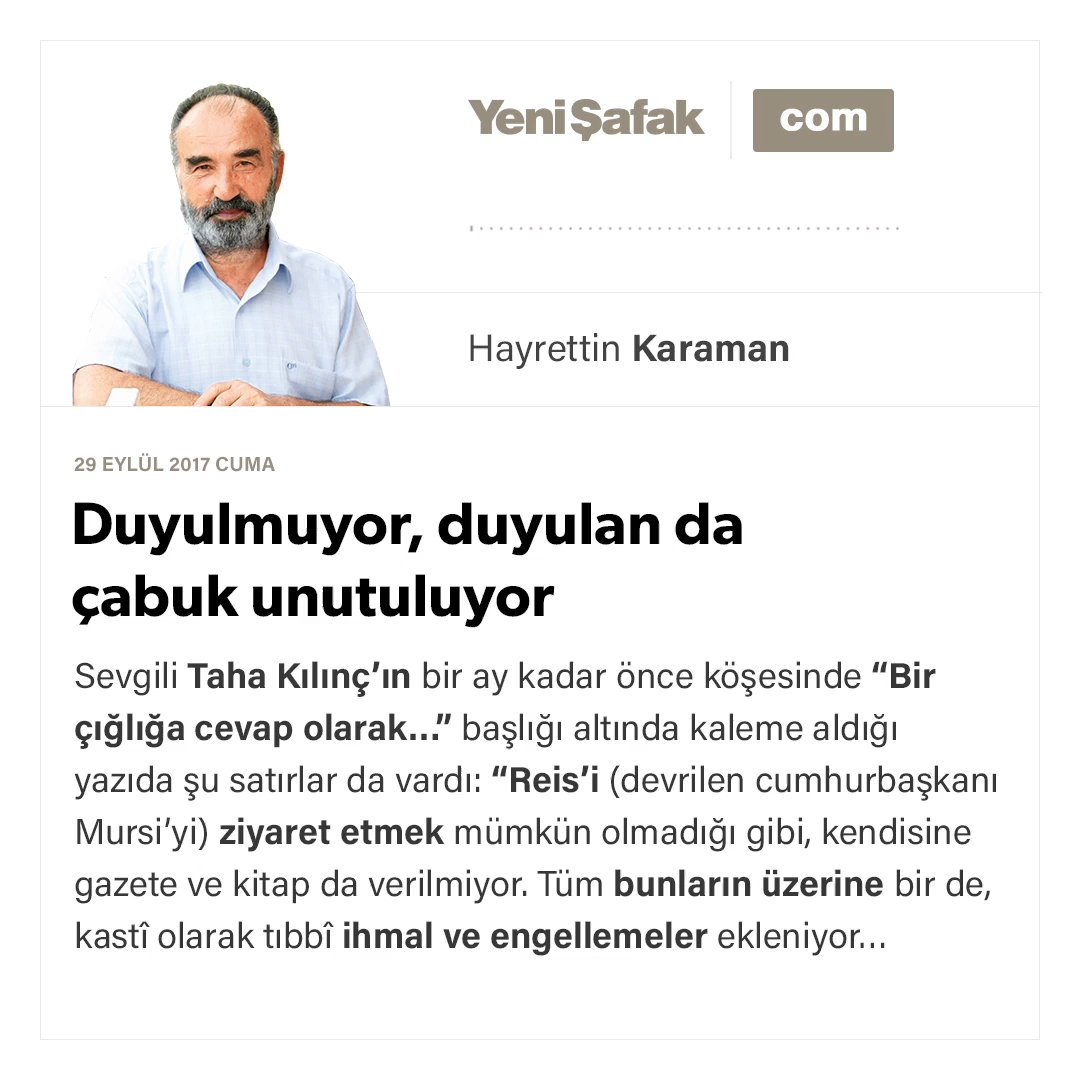 YeniŞafak com
Hayrettin Karaman
29 EYLÜL 2017 CUMA
Duyulmuyor, duyulan da
çabuk unutuluyor
Sevgili Taha Kılınç’ın bir ay kadar önce köşesinde “Bir
çığlığa cevap olarak...” başlığı altında kaleme aldığı
yazıda şu satırlar da vardı: “Reis’i (devrilen cumhurbaşkanı
Mursi’yi) ziyaret etmek mümkün olmadığı gibi, kendisine
gazete ve kitap da verilmiyor. Tüm bunların üzerine bir de,
kastî olarak tıbbî ihmal ve engellemeler ekleniyor...